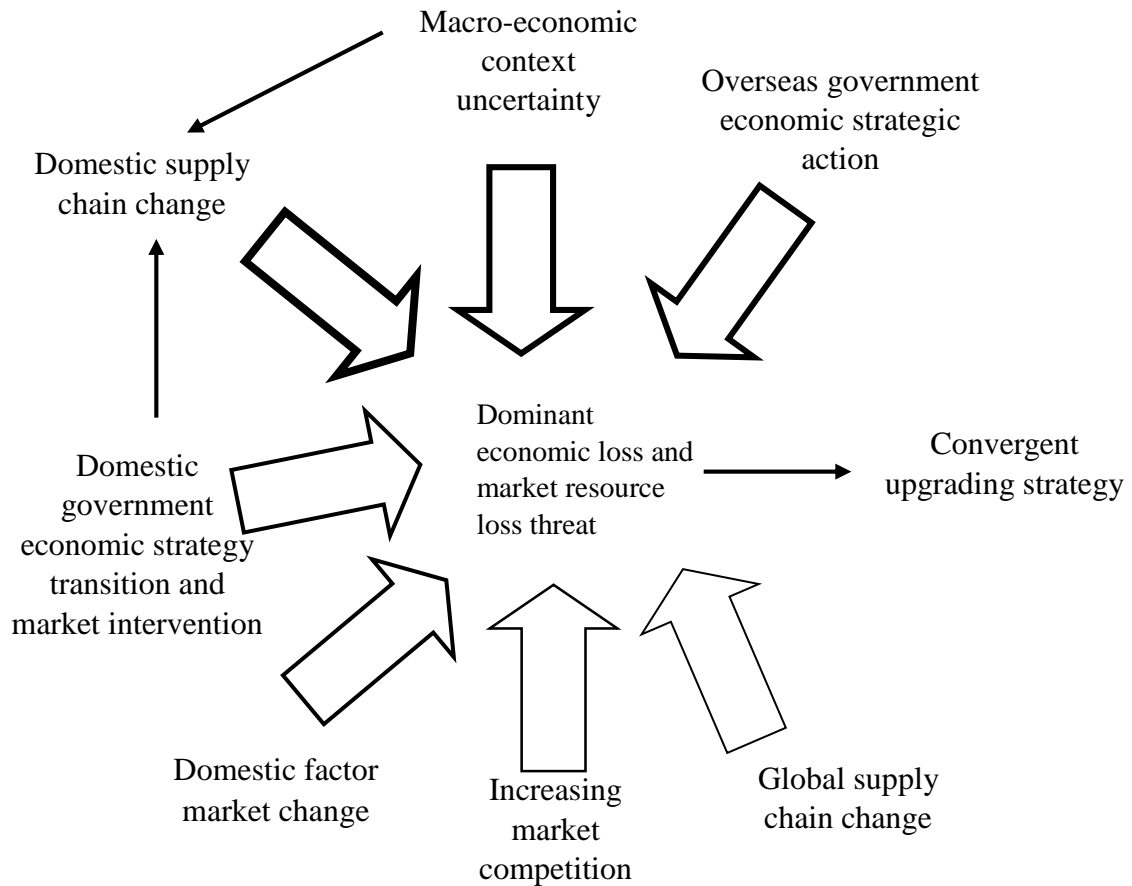 Macro-economic
context
uncertainty
Overseas government
economic strategic
action
Domestic supply
chain change
Dominant
economic loss and
market resource
loss threat
Convergent
upgrading strategy
Domestic
government
economic strategy
transition and
market intervention
Domestic factor
market change
Increasing
market
competition
Global supply
chain change